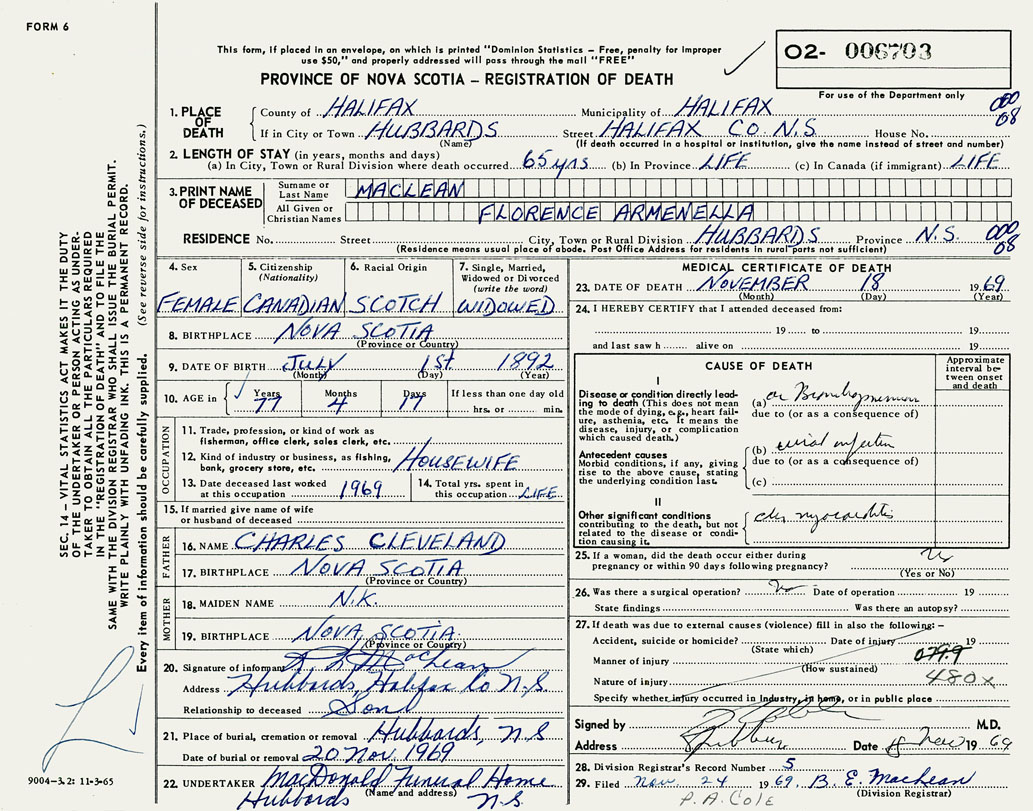 FORM 6
This form, if placed in an envelope, on which is printed "Dominion Statistics – Free, penalty for improper
use $50," and properly addressed will pass through the mail "FREE"
PROVINCE OF NOVA SCOTIA – REGISTRATION OF DEATH
O2- 006703
For use of the Department only
1. PLACE OF DEATH County of HALIFAX Municipality of HALIFAX 000 08
If in City or Town HUBBARDS Street HALIFAX CO. N.S. House No.
(Name) (If death occurred in a hospital or institution, give the name instead of street and number)
2. LENGTH OF STAY (in years, months and days)
(a) In City, Town or Rural Division where death occurred 65 yrs (b) In Province LIFE (c) In Canada (if immigrant) LIFE
3. PRINT NAME OF DECEASED Surname or Last Name MACLEAN
All Given or Christian Names FLORENCE ARMENELLA
RESIDENCE No. Street City, Town or Rural Division HUBBARDS Province N.S. 000 08
(Residence means usual place of abode. Post Office Address for residents in rural parts not sufficient)
4. Sex 5. Citizenship (Nationality) 6. Racial Origin 7. Single, Married, Widowed or Divorced (write the word)
FEMALE CANADIAN SCOTCH WIDOWED
8. BIRTHPLACE NOVA SCOTIA
(Province or Country)
9. DATE OF BIRTH JULY 1st 1892
(Month) (Day) (Year)
10. AGE in Years Months Days If less than one day old
77 4 17 hrs. or min.
OCCUPATION
11. Trade, profession, or kind of work as
fisherman, office clerk, sales clerk, etc.
12. Kind of industry or business, as fishing,
bank, grocery store, etc. HOUSEWIFE
13. Date deceased last worked at this occupation 1969 14. Total yrs. spent in this occupation LIFE
15. If married give name of wife
or husband of deceased
FATHER
16. NAME CHARLES CLEVELAND
17. BIRTHPLACE NOVA SCOTIA
(Province or Country)
MOTHER
18. MAIDEN NAME N.K.
19. BIRTHPLACE NOVA SCOTIA
(Province or Country)
20. Signature of informant MacLean
Address Hubbards, Halifax Co N.S
Relationship to deceased Son
21. Place of burial, cremation or removal Hubbards, N S
Date of burial or removal 20 Nov. 1969
22. UNDERTAKER MacDonald Funeral Home
(Name and address)
Hubbards N.S.
MEDICAL CERTIFICATE OF DEATH
23. DATE OF DEATH NOVEMBER 18 1969
(Month) (Day) (Year)
24. I HEREBY CERTIFY that I attended deceased from:
19 to 19
and last saw h alive on 19
CAUSE OF DEATH
Approximate interval between onset and death
I
Disease or condition directly leading to death (This does not mean
the mode of dying, e.g., heart failure, asthenia, etc. It means the
disease, injury, or complication
which caused death.)
(a) Bronchopneumonia
due to (or as a consequence of)
Antecedent causes
Morbid conditions, if any, giving
rise to the above cause, stating
the underlying condition last.
(b) infection
due to (or as a consequence of)
(c)
II
Other significant conditions
contributing to the death, but not
related to the disease or condition causing it.
chr myocarditis
25. If a woman, did the death occur either during
pregnancy or within 90 days following pregnancy? No
(Yes or No)
26. Was there a surgical operation? No Date of operation 19
State findings Was there an autopsy?
27. If death was due to external causes (violence) fill in also the following:–
Accident, suicide or homicide? Date of injury 19
(State which)
Manner of injury 079.9
(How sustained)
Nature of injury 480x
Specify whether injury occurred in Industry, in home, or in public place
Signed by M.D.
Address Date 18 Nov 1969
28. Division Registrar's Record Number 5
29. Filed Nov. 24 1969. B. E. MacLean
(Division Registrar)
P.A. COLE
SEC. 14 – VITAL STATISTICS ACT MAKES IT THE DUTY
OF THE UNDERTAKER OR PERSON ACTING AS UNDERTAKER TO OBTAIN ALL THE PARTICULARS REQUIRED
IN THE "REGISTRATION OF DEATH" AND TO FILE THE
SAME WITH THE DIVISION REGISTRAR WHO SHALL ISSUE THE BURIAL PERMIT.
WRITE PLAINLY WITH UNFADING INK. THIS IS A PERMANENT RECORD.
Every item of information should be carefully supplied. (See reverse side for instructions.)
9004-3.2: 11-3-65